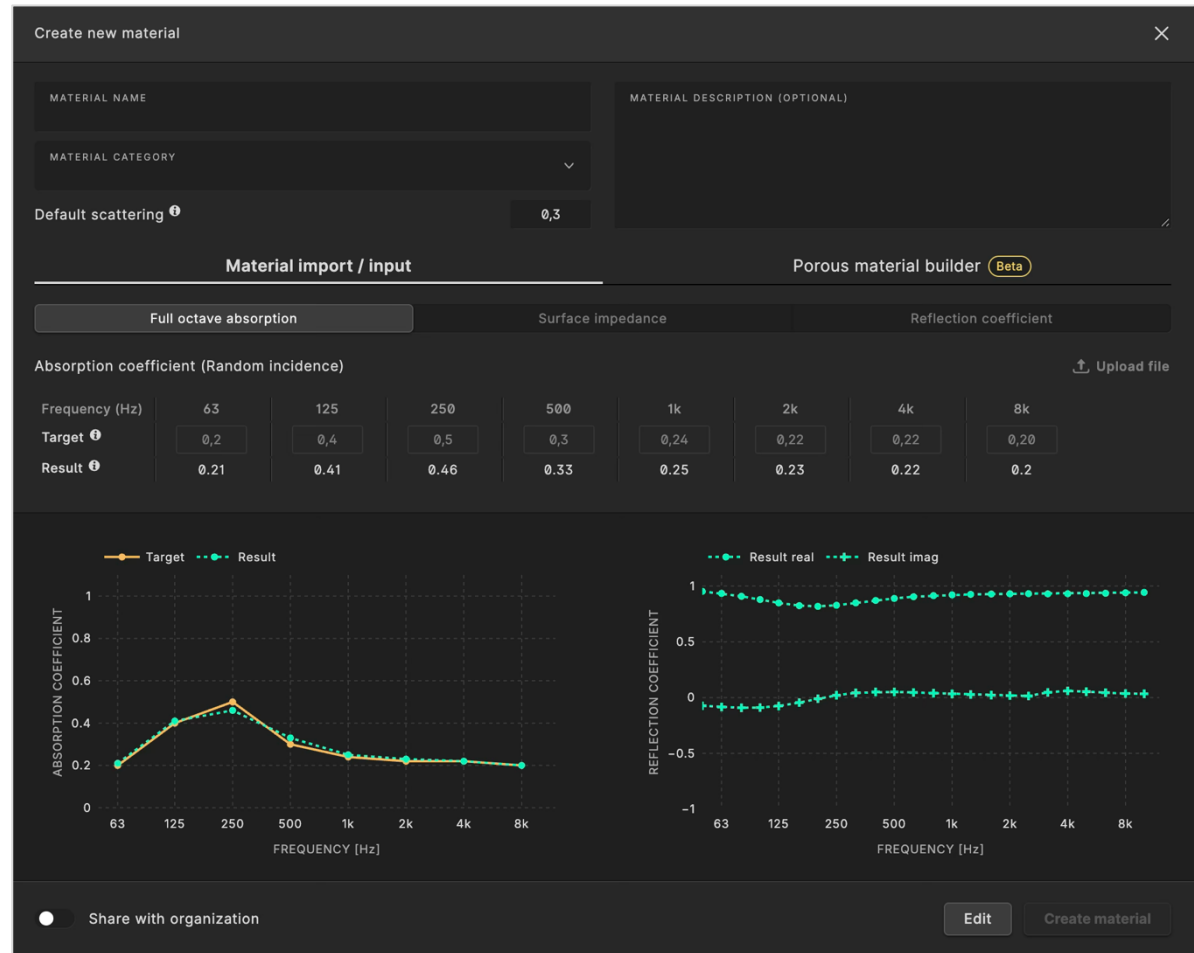 Create new material
MATERIAL NAME
MATERIAL DESCRIPTION (OPTIONAL)
MATERIAL CATEGORY
Default scattering
0,3
Material import / input
Porous material builder Beta
Full octave absorption Surface impedance Reflection coefficient
Absorption coefficient (Random incidence)
Upload file
Frequency (Hz) 63 125 250 500 1k 2k 4k 8k
Target 0,2 0,4 0,5 0,3 0,24 0,22 0,22 0,20
Result 0.21 0.41 0.46 0.33 0.25 0.23 0.22 0.2
Target Result
1
0.8
0.6
0.4
0.2
0
ABSORPTION COEFFICIENT
63 125 250 500 1k 2k 4k 8k
FREQUENCY [Hz]
Result real Result imag
1
0.5
0
−0.5
−1
REFLECTION COEFFICIENT
63 125 250 500 1k 2k 4k 8k
FREQUENCY [Hz]
Share with organization
Edit
Create material